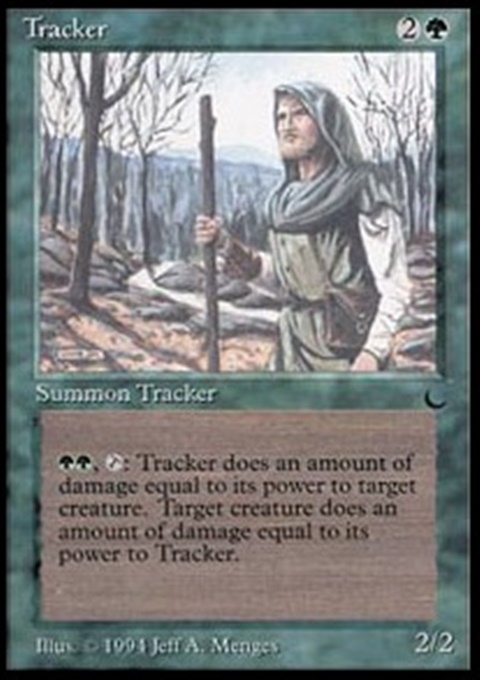 Tracker 2
Summon Tracker
, : Tracker does an amount of
damage equal to its power to target
creature. Target creature does an
amount of damage equal to its
power to Tracker.
Illus. © 1994 Jeff A. Menges 2/2